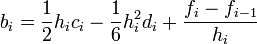 b_i = \frac{1}{2} h_i c_i - \frac{1}{6} h_i^2 d_i + \frac{f_i - f_{i-1}}{h_i}